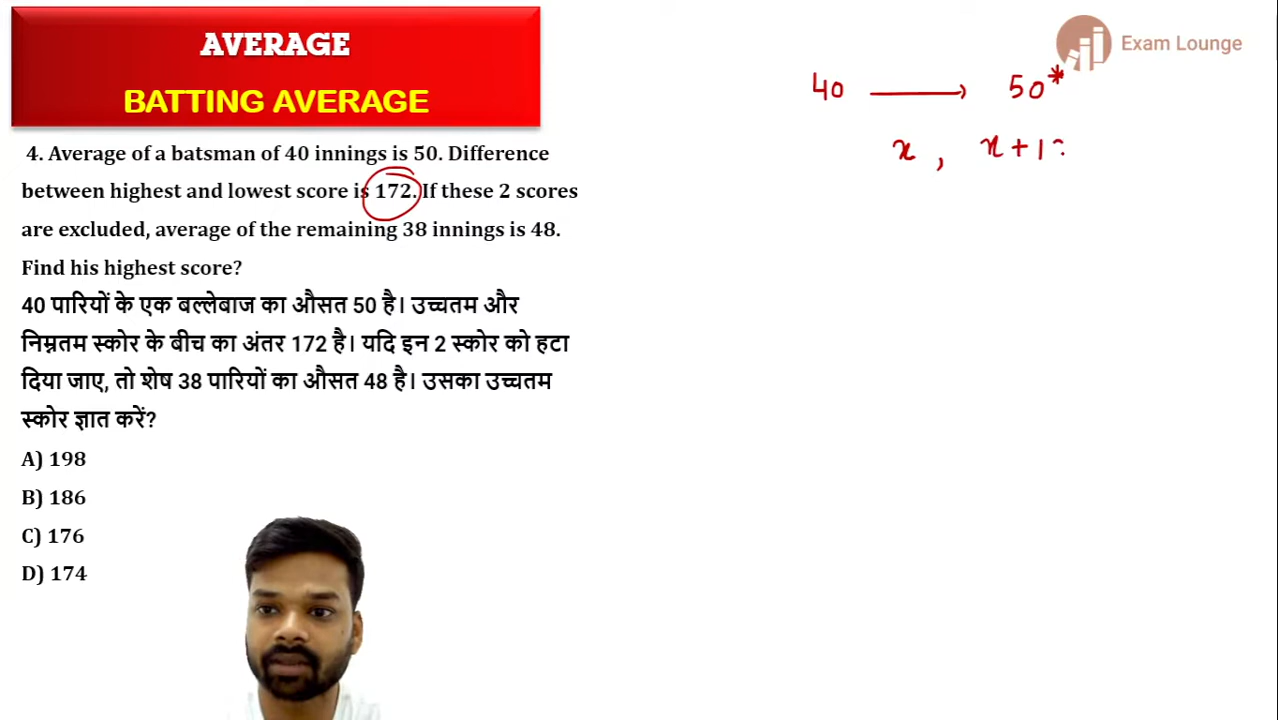 AVERAGE
BATTING AVERAGE
Exam Lounge
40 → 50*
x , x+1
4. Average of a batsman of 40 innings is 50. Difference
between highest and lowest score is 172. If these 2 scores
are excluded, average of the remaining 38 innings is 48.
Find his highest score?
40 पारियों के एक बल्लेबाज का औसत 50 है। उच्चतम और
निम्नतम स्कोर के बीच का अंतर 172 है। यदि इन 2 स्कोर को हटा
दिया जाए, तो शेष 38 पारियों का औसत 48 है। उसका उच्चतम
स्कोर ज्ञात करें?
A) 198
B) 186
C) 176
D) 174